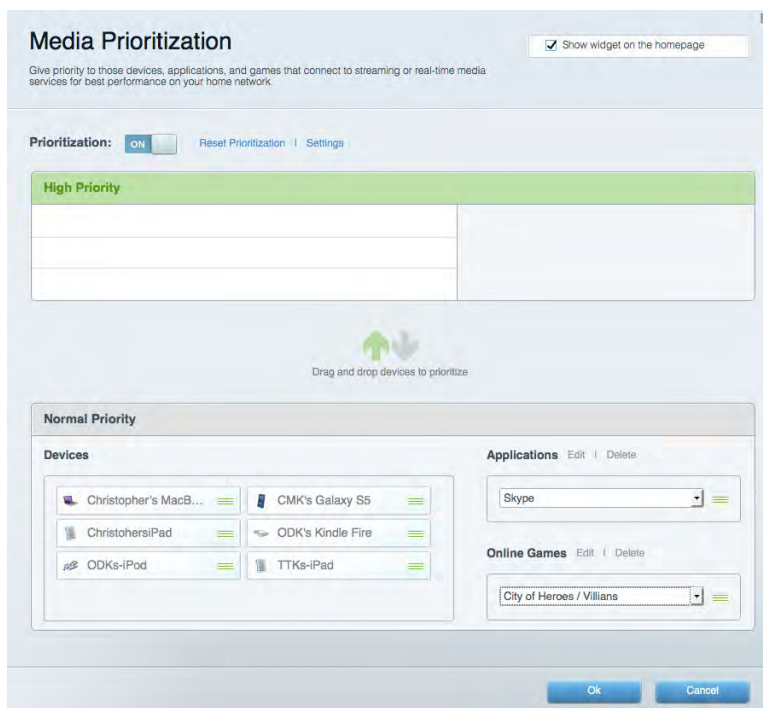 Media Prioritization
Show widget on the homepage
Give priority to those devices, applications, and games that connect to streaming or real-time media
services for best performance on your home network.
Prioritization: ON Reset Prioritization | Settings
High Priority
Drag and drop devices to prioritize
Normal Priority
Devices
Christopher's MacB...
CMK's Galaxy S5
ChristohersiPad
ODK's Kindle Fire
ODKs-iPod
TTKs-iPad
Applications Edit | Delete
Skype
Online Games Edit | Delete
City of Heroes / Villians
Ok
Cancel